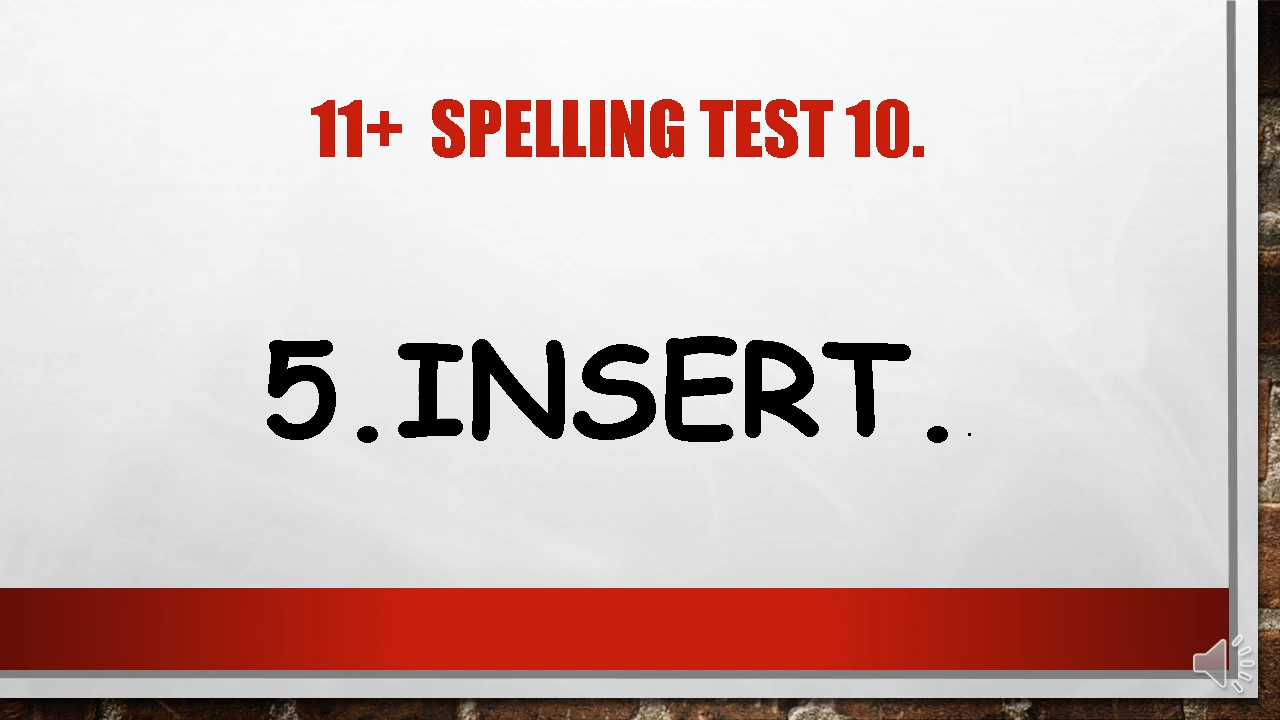 11+ SPELLING TEST 10.
5.INSERT. .